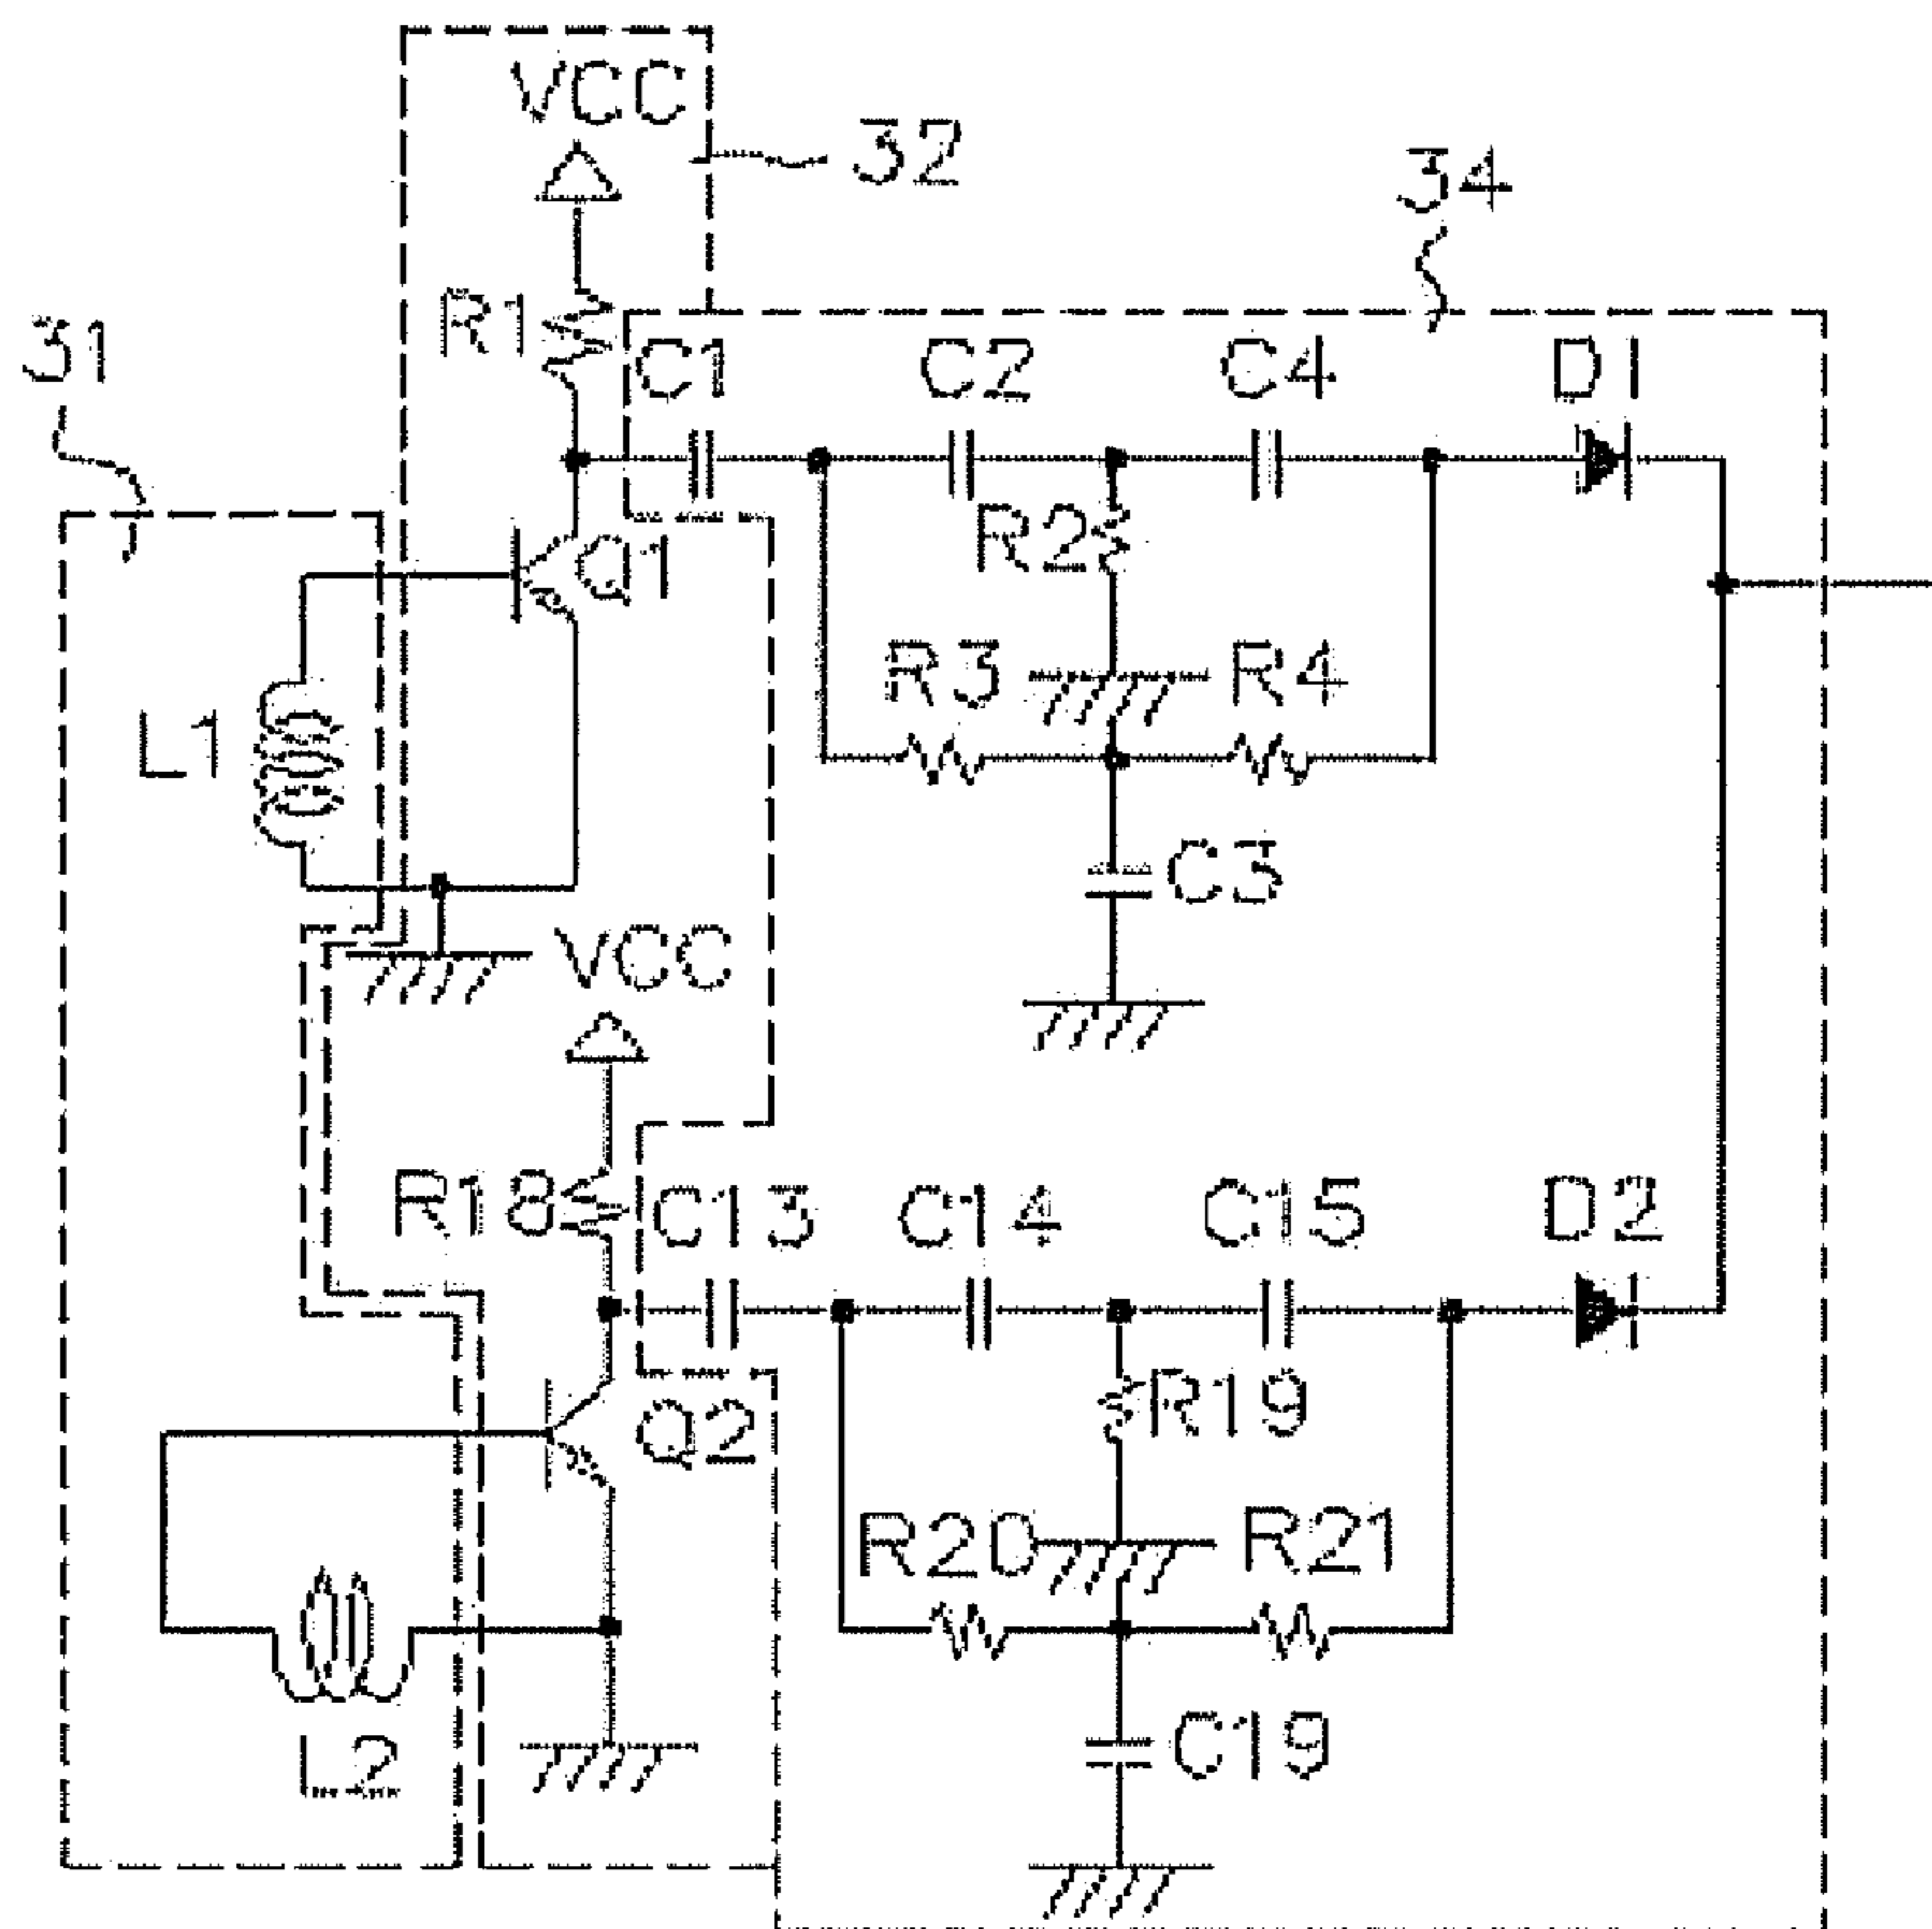 VCC
32
34
R1
31
C1 C2 C4 D1
R2
Q1
R3 R4
L1
C3
VCC
R18 C13 C14 C15 D2
R19
Q2
R20 R21
C19
L2